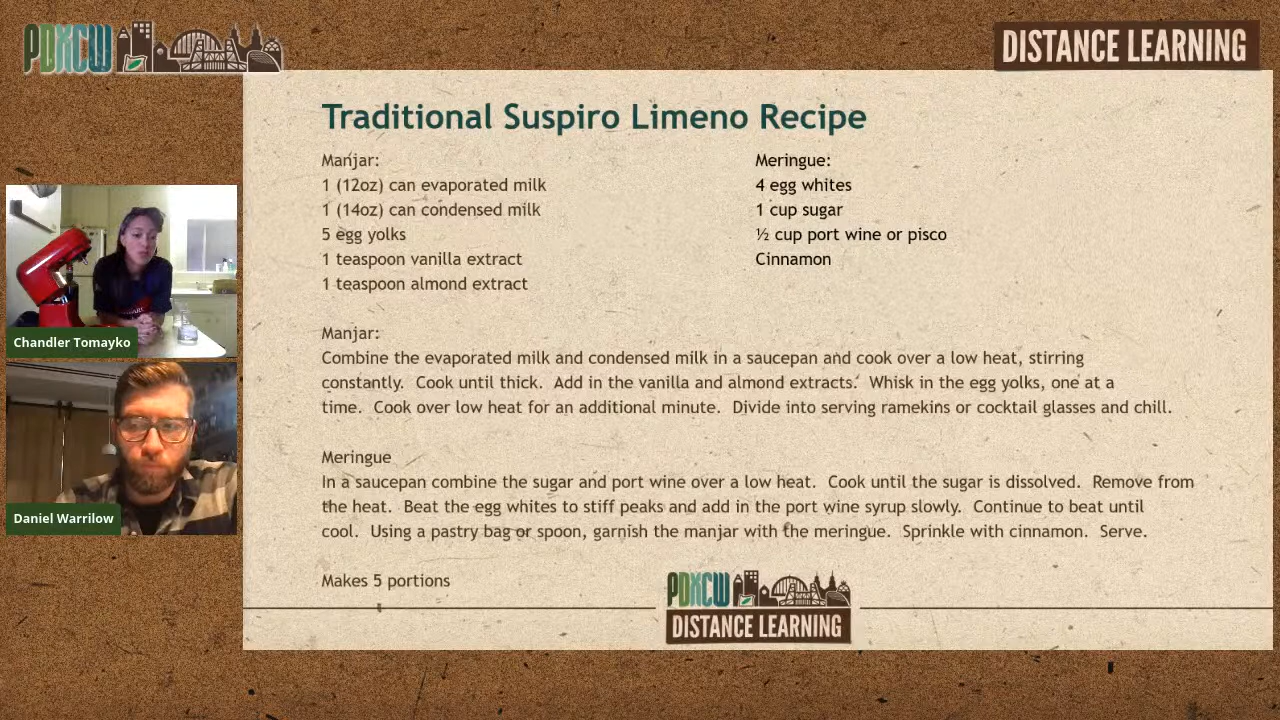 PDXCW
DISTANCE LEARNING
Traditional Suspiro Limeno Recipe
Manjar:
1 (12oz) can evaporated milk
1 (14oz) can condensed milk
5 egg yolks
1 teaspoon vanilla extract
1 teaspoon almond extract
Meringue:
4 egg whites
1 cup sugar
½ cup port wine or pisco
Cinnamon
Manjar:
Combine the evaporated milk and condensed milk in a saucepan and cook over a low heat, stirring
constantly.  Cook until thick.  Add in the vanilla and almond extracts.  Whisk in the egg yolks, one at a
time.  Cook over low heat for an additional minute.  Divide into serving ramekins or cocktail glasses and chill.
Meringue
In a saucepan combine the sugar and port wine over a low heat.  Cook until the sugar is dissolved.  Remove from
the heat.  Beat the egg whites to stiff peaks and add in the port wine syrup slowly.  Continue to beat until
cool.  Using a pastry bag or spoon, garnish the manjar with the meringue.  Sprinkle with cinnamon.  Serve.
Makes 5 portions
PDXCW
DISTANCE LEARNING
Chandler Tomayko
Daniel Warrilow